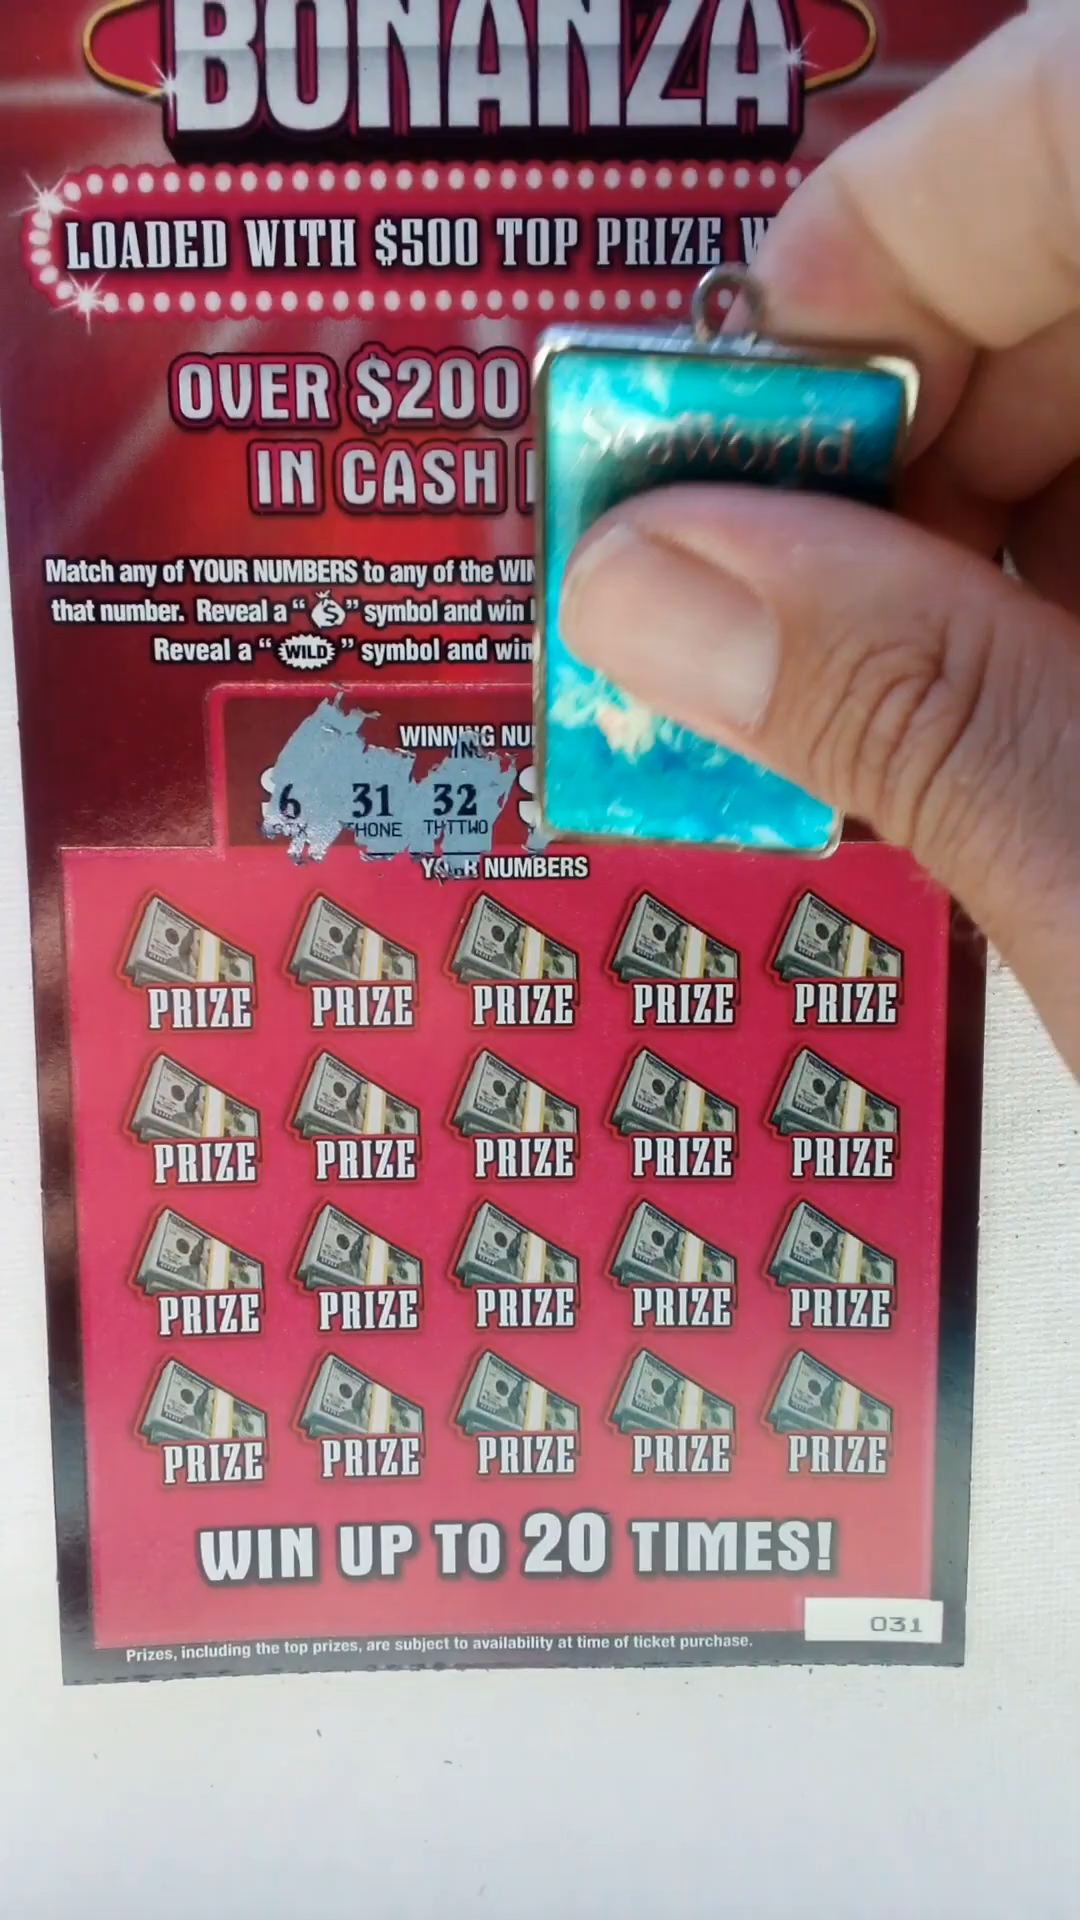 BONANZA
LOADED WITH $500 TOP PRIZE
OVER $200
IN CASH
SeaWorld
Match any of YOUR NUMBERS to any of the
that number. Reveal a “ $ ” symbol and win
Reveal a “ WILD ” symbol and win
WINNING
6 31 32
SIX THONE THTTWO
YOUR NUMBERS
PRIZE PRIZE PRIZE PRIZE PRIZE
PRIZE PRIZE PRIZE PRIZE PRIZE
PRIZE PRIZE PRIZE PRIZE PRIZE
PRIZE PRIZE PRIZE PRIZE PRIZE
WIN UP TO 20 TIMES!
031
Prizes, including the top prizes, are subject to availability at time of ticket purchase.